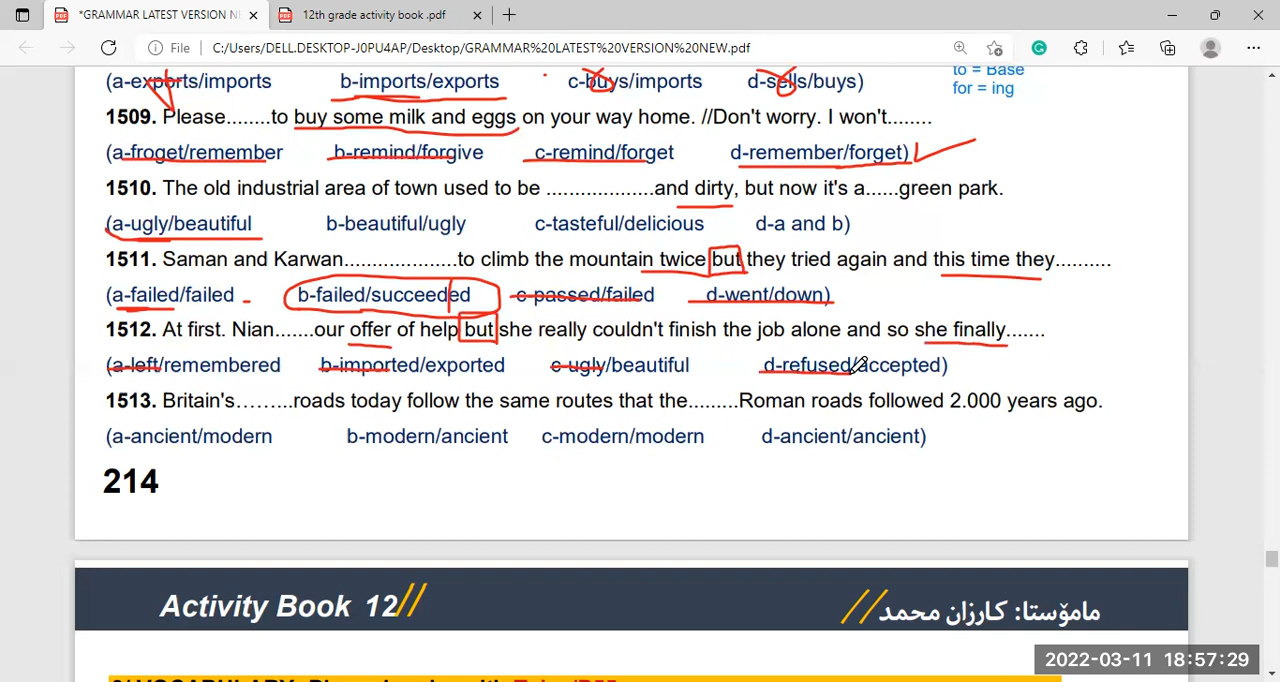 *GRAMMAR LATEST VERSION NE
12th grade activity book .pdf
File C:/Users/DELL.DESKTOP-J0PU4AP/Desktop/GRAMMAR%20LATEST%20VERSION%20NEW.pdf
(a-exports/imports b-imports/exports c-buys/imports d-sells/buys)
to = Base
for = ing
1509. Please........to buy some milk and eggs on your way home. //Don't worry. I won't........
(a-froget/remember b-remind/forgive c-remind/forget d-remember/forget)
1510. The old industrial area of town used to be ...................and dirty, but now it's a......green park.
(a-ugly/beautiful b-beautiful/ugly c-tasteful/delicious d-a and b)
1511. Saman and Karwan....................to climb the mountain twice but they tried again and this time they..........
(a-failed/failed b-failed/succeeded c-passed/failed d-went/down)
1512. At first. Nian.......our offer of help but she really couldn't finish the job alone and so she finally.......
(a-left/remembered b-imported/exported c-ugly/beautiful d-refused/accepted)
1513. Britain's………roads today follow the same routes that the.........Roman roads followed 2.000 years ago.
(a-ancient/modern b-modern/ancient c-modern/modern d-ancient/ancient)
214
Activity Book 12// //مامۆستا: کارزان محمد
2022-03-11 18:57:29